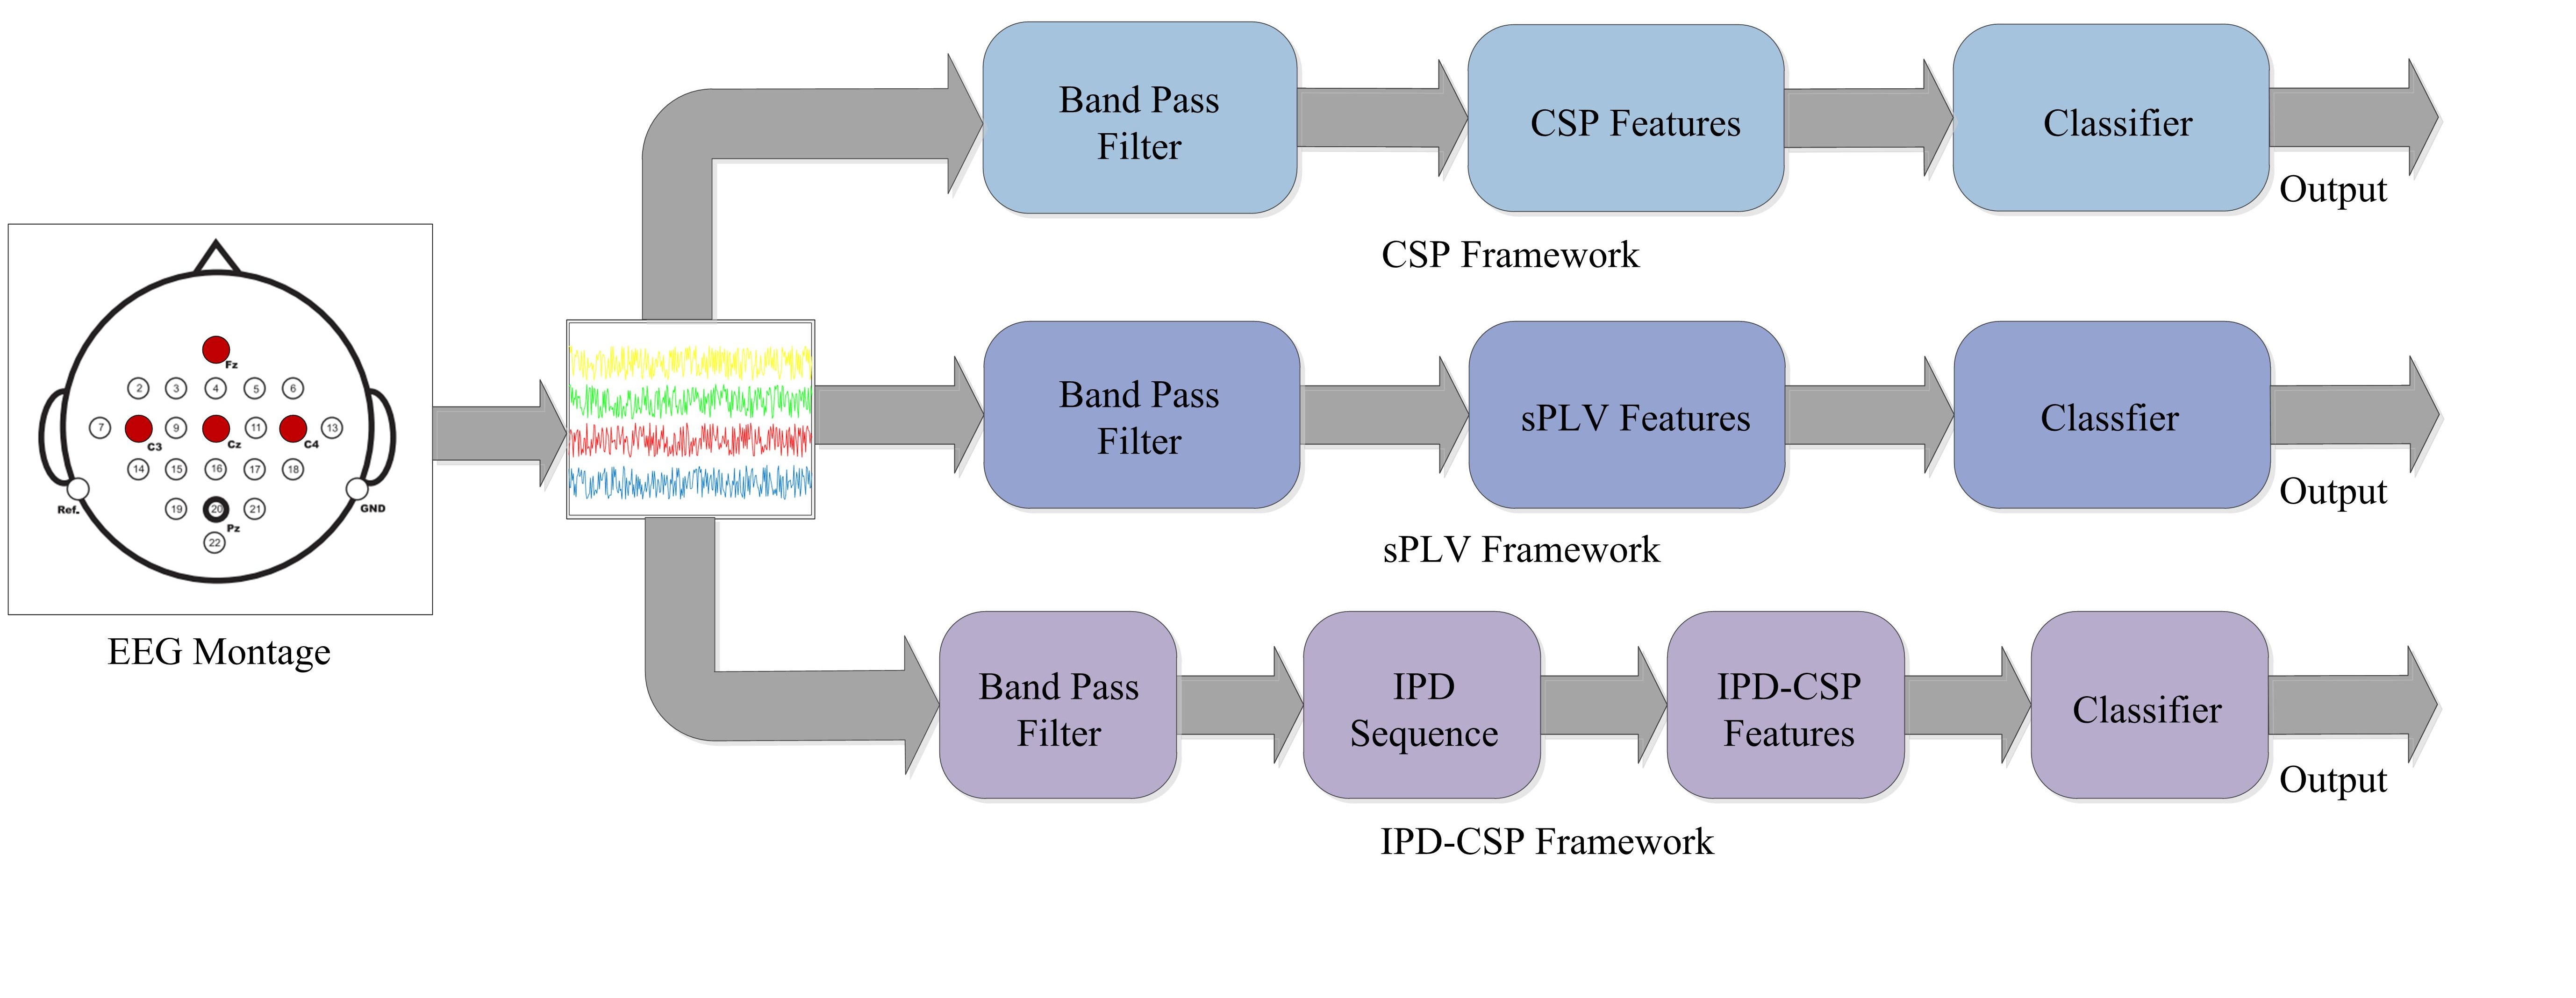 Band Pass
Filter
CSP Features
Classifier
Output
CSP Framework
Fz
2 3 4 5 6
7 9 11 13
C3 Cz C4
14 15 16 17 18
Ref. GND
19 20 21
Pz
22
EEG Montage
Band Pass
Filter
sPLV Features
Classfier
Output
sPLV Framework
Band Pass
Filter
IPD
Sequence
IPD-CSP
Features
Classifier
Output
IPD-CSP Framework